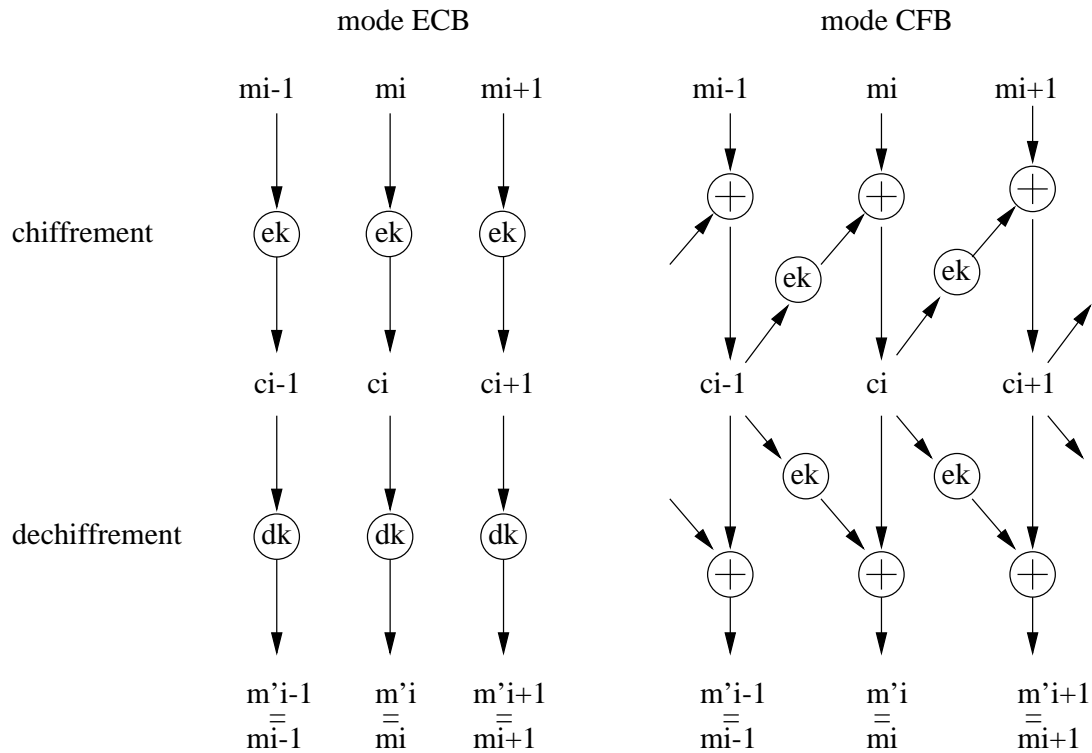 mode ECB mode CFB
mi-1 mi mi+1 mi-1 mi mi+1
+ + +
chiffrement ek ek ek
ek ek
ci-1 ci ci+1 ci-1 ci ci+1
ek ek
dechiffrement dk dk dk
+ + +
m'i-1 m'i m'i+1 m'i-1 m'i m'i+1
= = = = = =
mi-1 mi mi+1 mi-1 mi mi+1